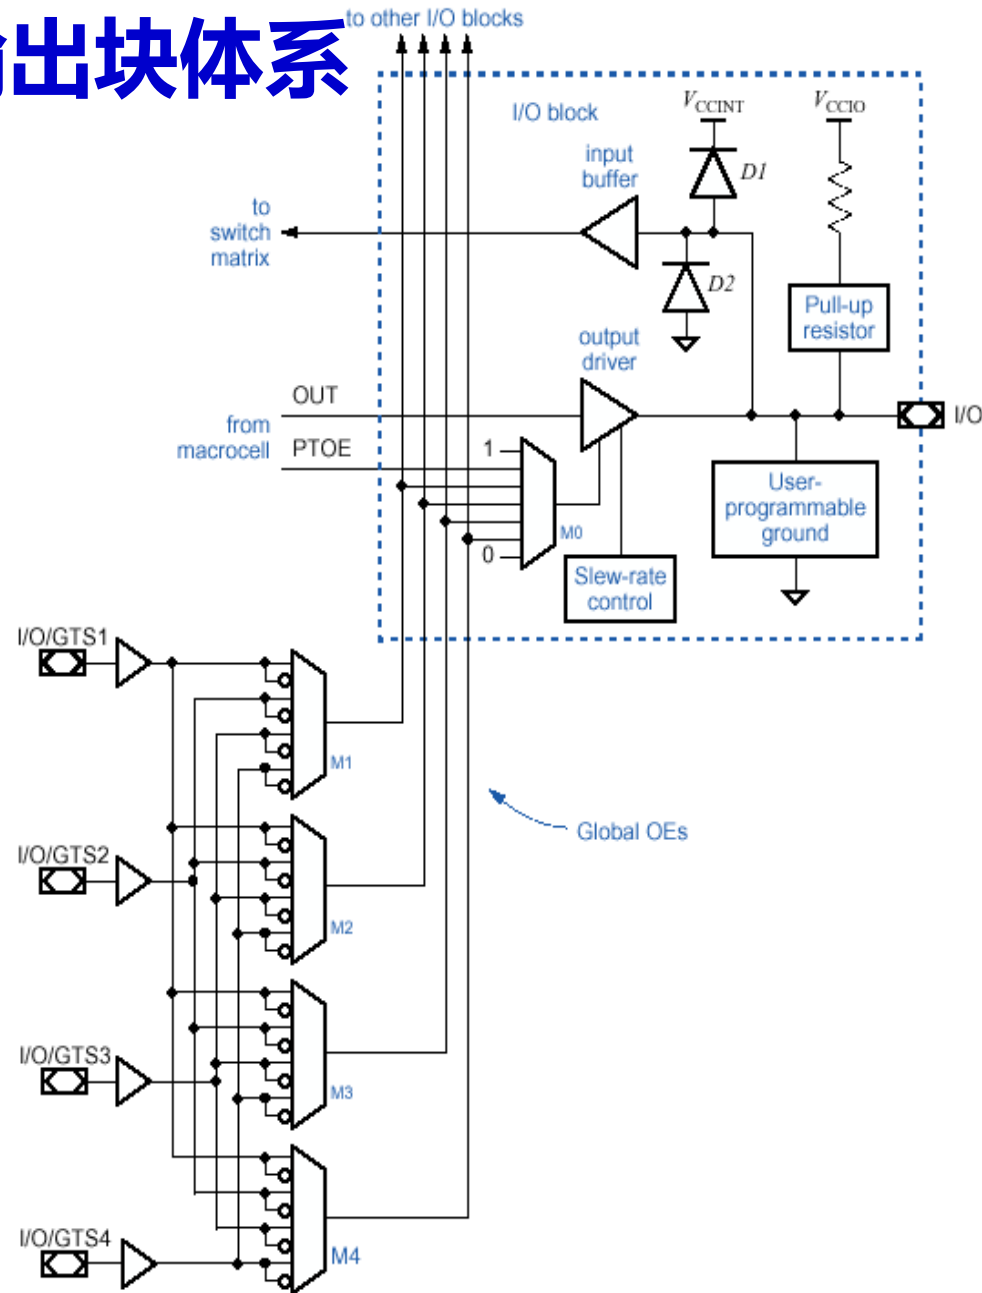 出块体系
to other I/O blocks
I/O block
VCCINT
VCCIO
input
buffer
D1
to
switch
matrix
D2
Pull-up
resistor
output
driver
OUT
I/O
from
macrocell
PTOE
1
User-
programmable
ground
M0
0
Slew-rate
control
I/O/GTS1
M1
Global OEs
I/O/GTS2
M2
I/O/GTS3
M3
I/O/GTS4
M4